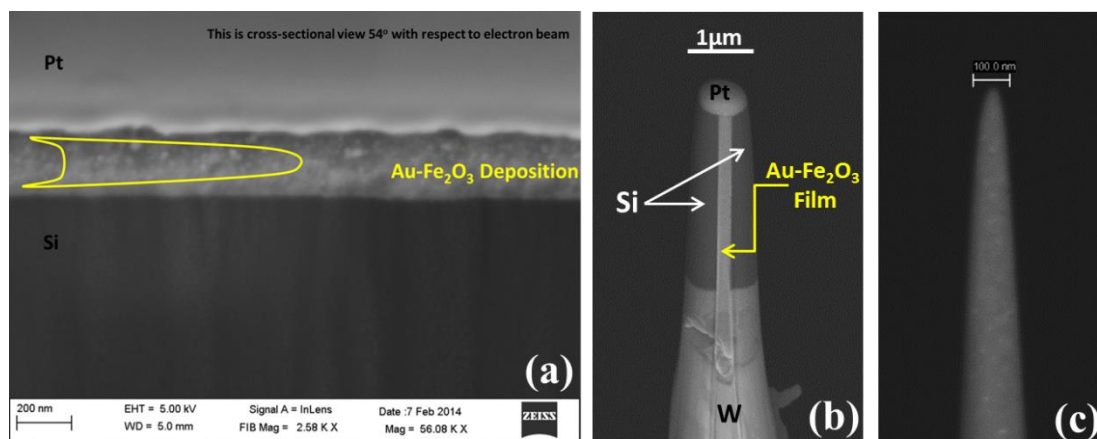 This is cross-sectional view 54° with respect to electron beam
Pt
Au-Fe₂O₃ Deposition
Si
(a)
200 nm
EHT = 5.00 kV
WD = 5.0 mm
Signal A = InLens
FIB Mag = 2.58 K X
Date :7 Feb 2014
Mag = 56.08 K X
ZEISS
1μm
Pt
Si
Au-Fe₂O₃
Film
W
(b)
100.0 nm
(c)